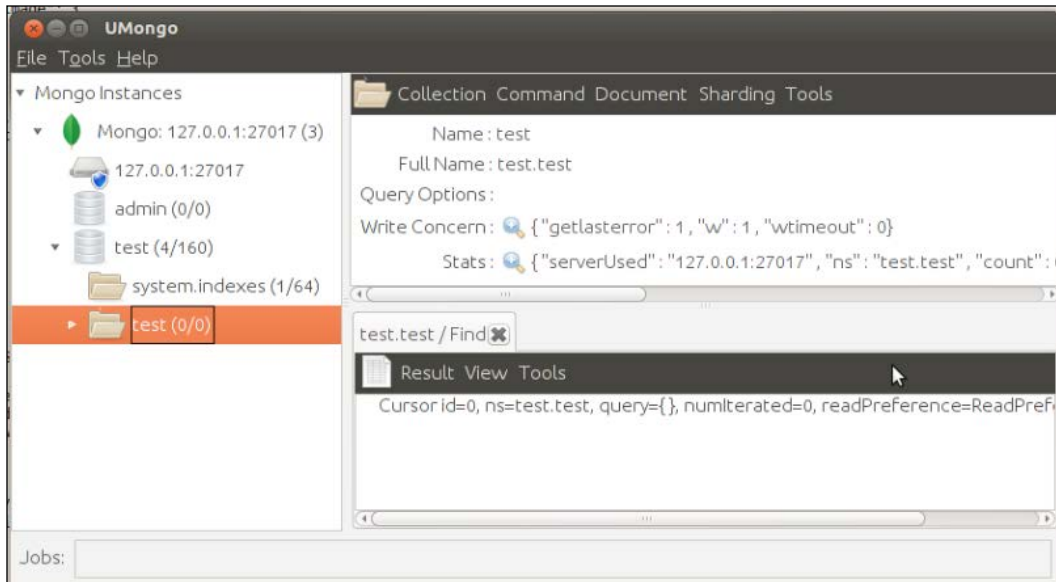 UMongo
File Tools Help
Mongo Instances
Mongo: 127.0.0.1:27017 (3)
127.0.0.1:27017
admin (0/0)
test (4/160)
system.indexes (1/64)
test (0/0)
Collection Command Document Sharding Tools
Name : test
Full Name : test.test
Query Options :
Write Concern : {"getlasterror" : 1 , "w" : 1 , "wtimeout" : 0}
Stats : {"serverUsed" : "127.0.0.1:27017" , "ns" : "test.test" , "count" :
test.test / Find
Result View Tools
Cursor id=0, ns=test.test, query={ }, numIterated=0, readPreference=ReadPref
Jobs: